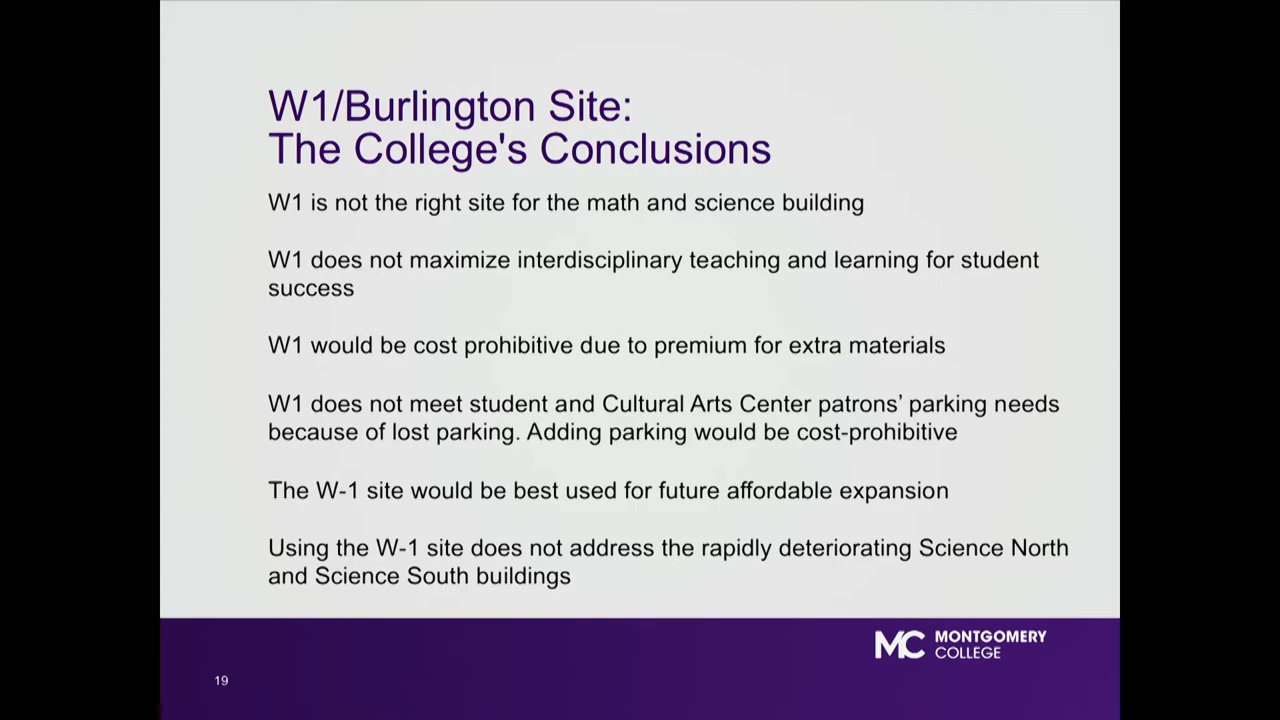 W1/Burlington Site:
The College's Conclusions
W1 is not the right site for the math and science building
W1 does not maximize interdisciplinary teaching and learning for student
success
W1 would be cost prohibitive due to premium for extra materials
W1 does not meet student and Cultural Arts Center patrons’ parking needs
because of lost parking. Adding parking would be cost-prohibitive
The W-1 site would be best used for future affordable expansion
Using the W-1 site does not address the rapidly deteriorating Science North
and Science South buildings
MC MONTGOMERY
COLLEGE
19